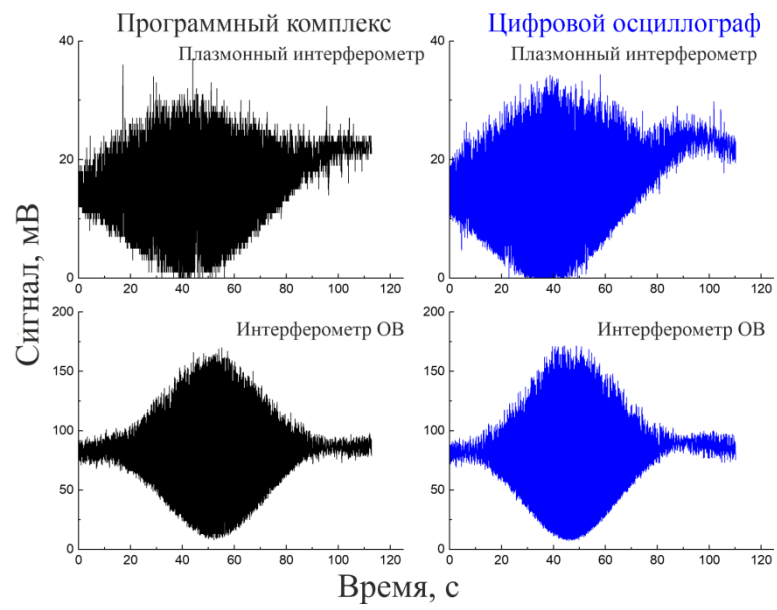 Программный комплекс
Цифровой осциллограф
Плазмонный интерферометр
Плазмонный интерферометр
40
20
0
0 20 40 60 80 100 120
40
20
0
0 20 40 60 80 100 120
Сигнал, мВ
Интерферометр ОВ
Интерферометр ОВ
200
150
100
50
0
0 20 40 60 80 100 120
200
150
100
50
0
0 20 40 60 80 100 120
Время, с